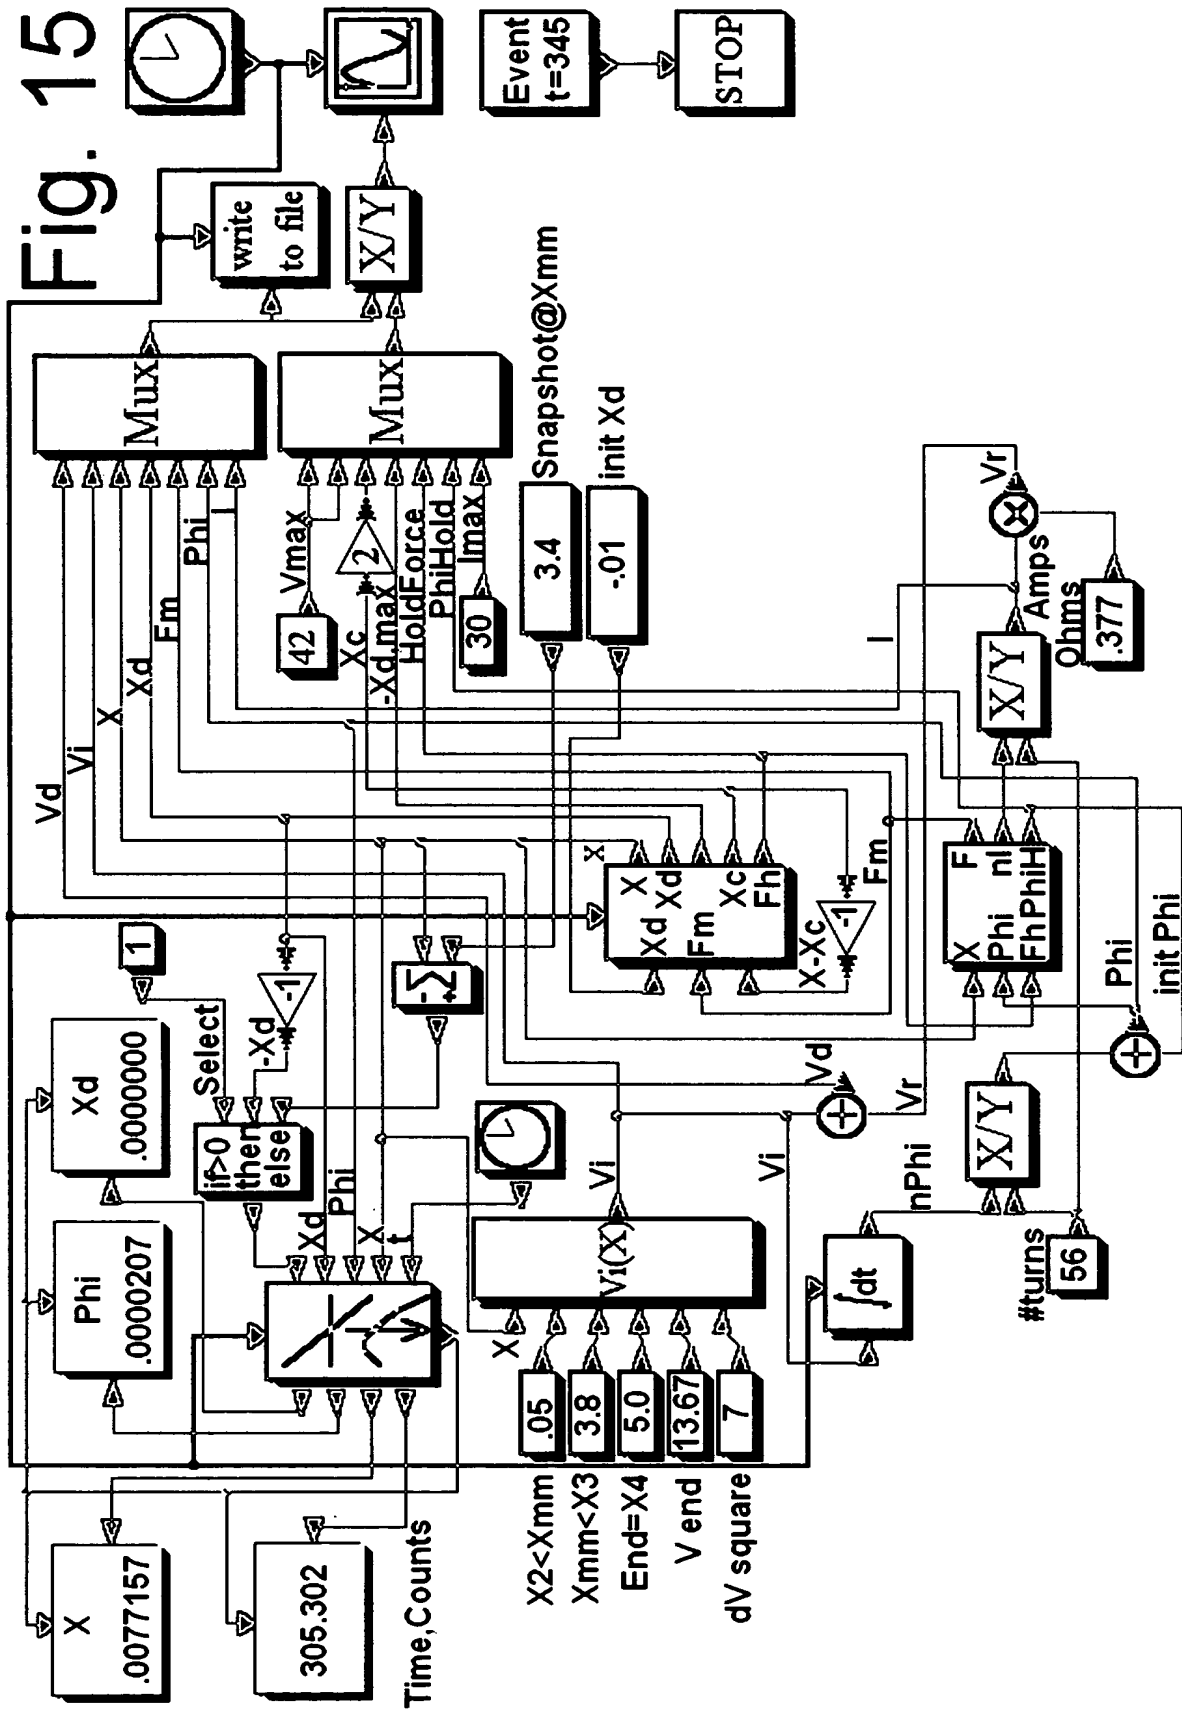 Fig. 15
X
.0077157
Phi
.0000207
Xd
.0000000
1
Select
if>0
then
else
-Xd
-1
305.302
Time,Counts
Xd
Phi
X
t
-
+Σ
Vd
Vi
X
Xd
Fm
Phi
I
Mux
write
to file
Vmax
42
Xc
2
-Xd,max
HoldForce
PhiHold
Imax
30
Mux
X/Y
Snapshot@Xmm
3.4
init Xd
-.01
Event
t=345
STOP
X2<Xmm
.05
Xmm<X3
3.8
End=X4
5.0
V end
13.67
dV square
7
X
Vi(X)
Vi
x
X
Xd
Xd
Fm
Xc
Fh
X-Xc
-1
Fm
Vd
Vr
Vi
∫dt
nPhi
#turns
56
X/Y
Phi
init Phi
X
F
Phi
nI
Fh
PhiH
X/Y
I
Amps
Ohms
.377
Vr